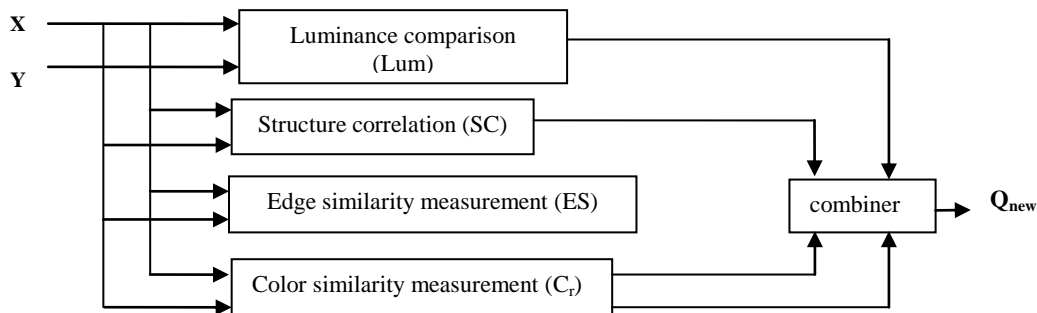 X
Y
Luminance comparison
(Lum)
Structure correlation (SC)
Edge similarity measurement (ES)
Color similarity measurement (Cr)
combiner
Qnew